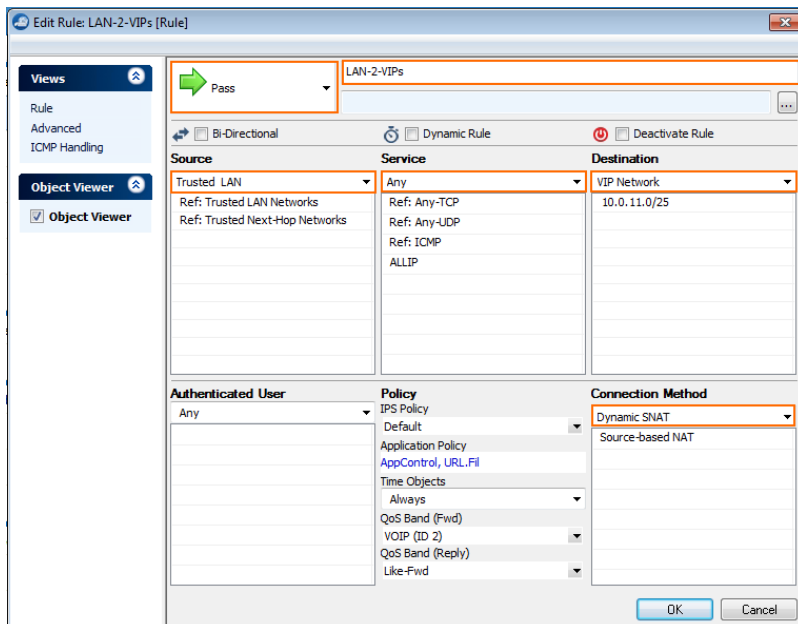 Edit Rule: LAN-2-VIPs [Rule]
Views
Rule
Advanced
ICMP Handling
Object Viewer
Object Viewer
Pass
LAN-2-VIPs
...
Bi-Directional
Dynamic Rule
Deactivate Rule
Source
Trusted LAN
Ref: Trusted LAN Networks
Ref: Trusted Next-Hop Networks
Service
Any
Ref: Any-TCP
Ref: Any-UDP
Ref: ICMP
ALLIP
Destination
VIP Network
10.0.11.0/25
Authenticated User
Any
Policy
IPS Policy
Default
Application Policy
AppControl, URL.Fil
Time Objects
Always
QoS Band (Fwd)
VOIP (ID 2)
QoS Band (Reply)
Like-Fwd
Connection Method
Dynamic SNAT
Source-based NAT
OK
Cancel